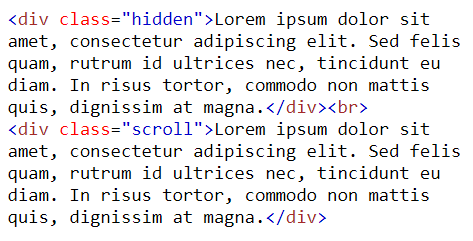 <div class="hidden">Lorem ipsum dolor sit
amet, consectetur adipiscing elit. Sed felis
quam, rutrum id ultrices nec, tincidunt eu
diam. In risus tortor, commodo non mattis
quis, dignissim at magna.</div><br>
<div class="scroll">Lorem ipsum dolor sit
amet, consectetur adipiscing elit. Sed felis
quam, rutrum id ultrices nec, tincidunt eu
diam. In risus tortor, commodo non mattis
quis, dignissim at magna.</div>